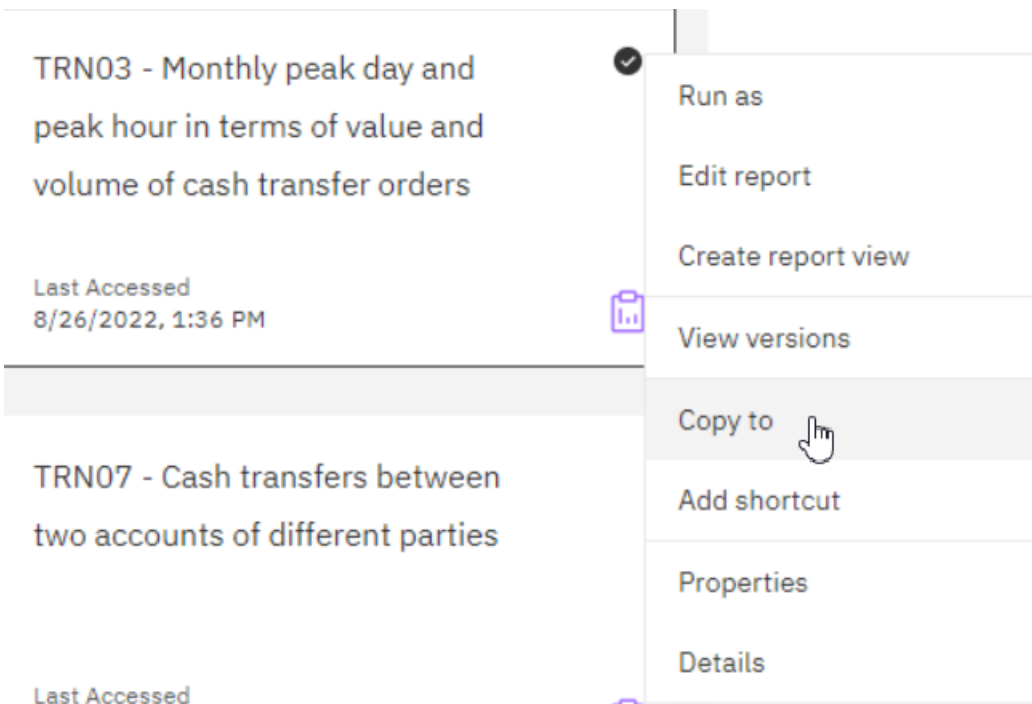 TRN03 - Monthly peak day and
peak hour in terms of value and
volume of cash transfer orders
Last Accessed
8/26/2022, 1:36 PM
TRN07 - Cash transfers between
two accounts of different parties
Last Accessed
Run as
Edit report
Create report view
View versions
Copy to
Add shortcut
Properties
Details